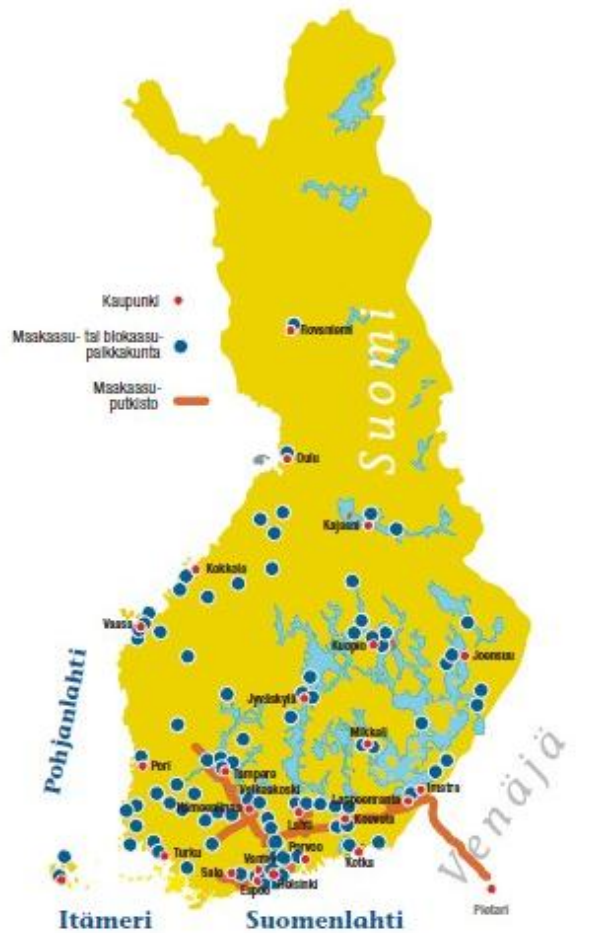 Kaupunki
Maakaasu- tai biokaasu-
paikkakunta
Maakaasu-
putkisto
Suomi
Rovaniemi
Oulu
Kajaani
Kokkola
Vaasa
Kuopio
Joensuu
Pohjanlahti
Jyväskylä
Mikkeli
Pori
Tampere
Valkeakoski
Imatra
Lappeenranta
Hämeenlinna
Lahti
Kouvola
Venäjä
Turku
Vantaa
Porvoo
Kotka
Salo
Espoo
Helsinki
Pietari
Itämeri
Suomenlahti